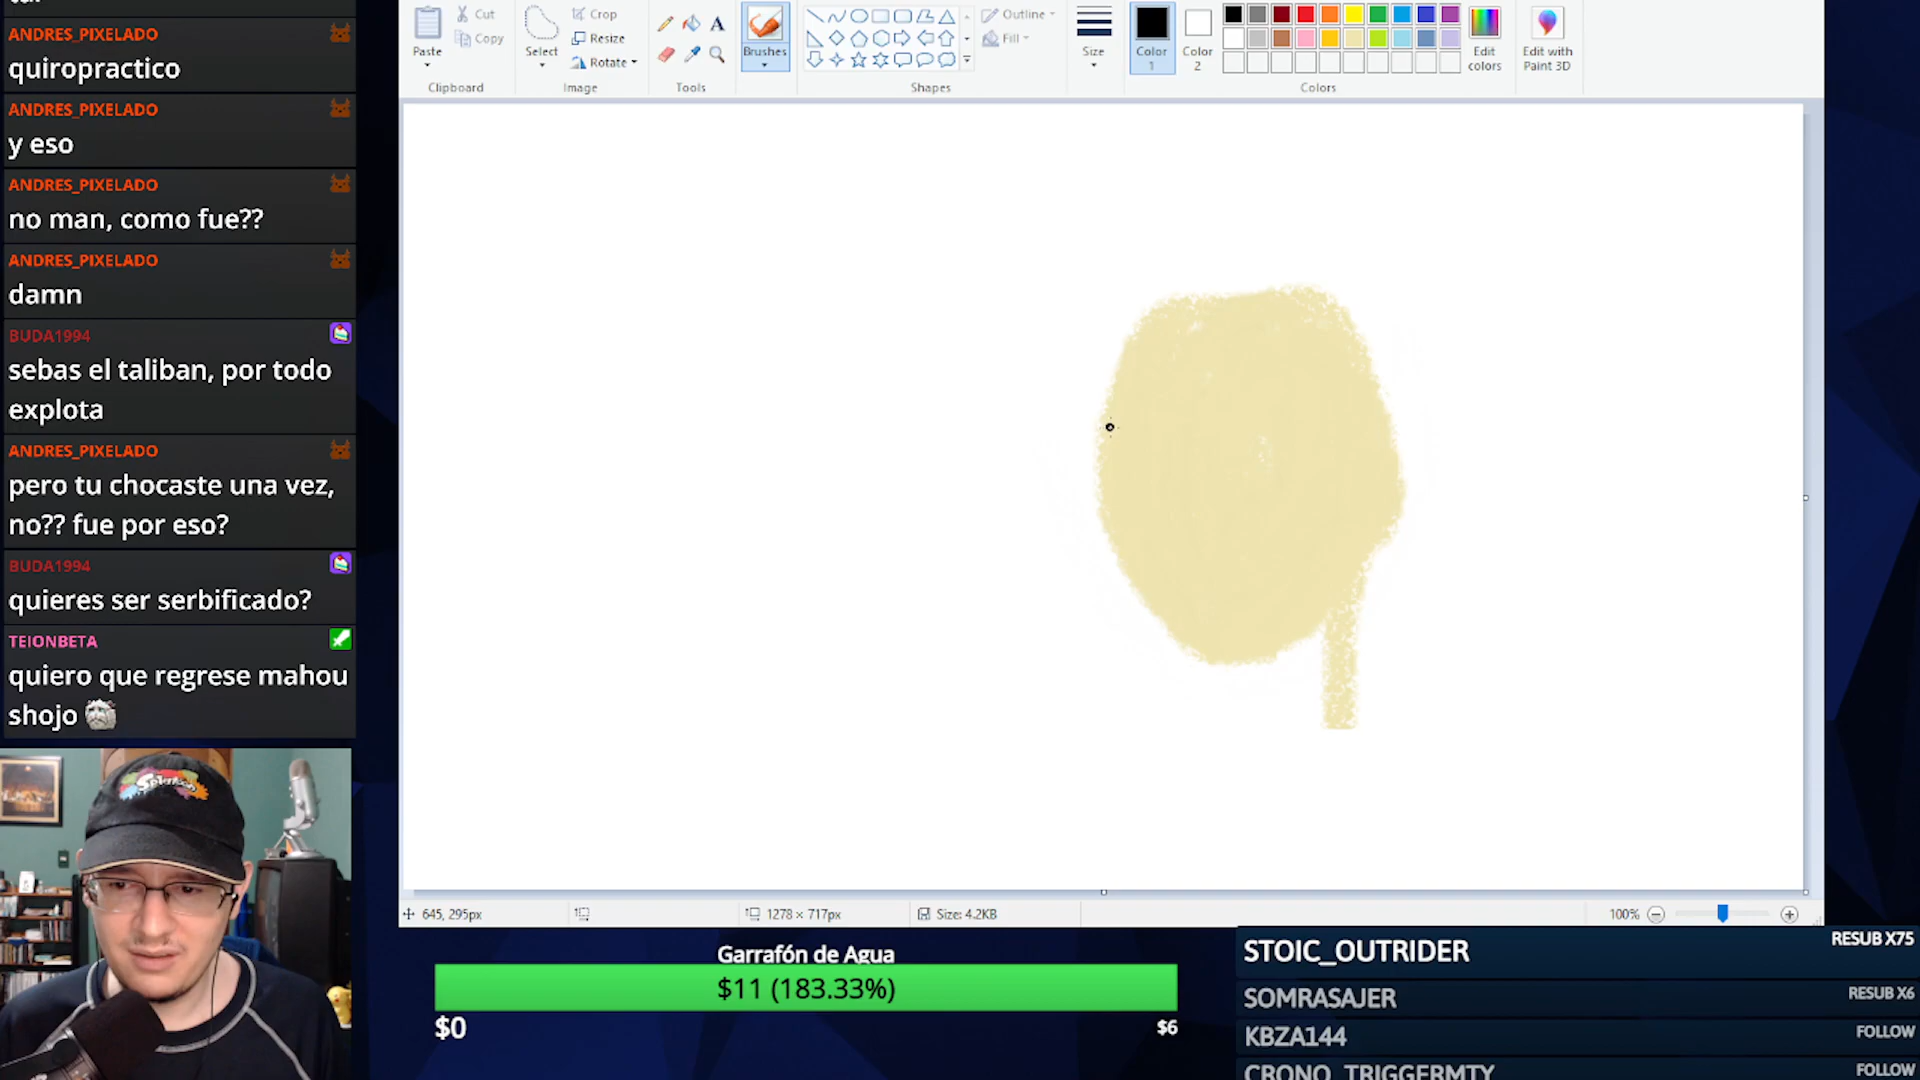 ANDRES_PIXELADO
quiropractico
ANDRES_PIXELADO
y eso
ANDRES_PIXELADO
no man, como fue??
ANDRES_PIXELADO
damn
BUDA1994
sebas el taliban, por todo
explota
ANDRES_PIXELADO
pero tu chocaste una vez,
no?? fue por eso?
BUDA1994
quieres ser serbificado?
TEIONBETA
quiero que regrese mahou
shojo
Paste
Cut
Copy
Clipboard
Select
Crop
Resize
Rotate
Image
A
Tools
Brushes
Shapes
Outline
Fill
Size
Color
1
Color
2
Edit
colors
Colors
Edit with
Paint 3D
645, 295px
1278 × 717px
Size: 4.2KB
100%
Garrafón de Agua
$11 (183.33%)
$0
$6
STOIC_OUTRIDER
RESUB X75
SOMRASAJER
RESUB X6
KBZA144
FOLLOW
CRONO_TRIGGERMTY
FOLLOW